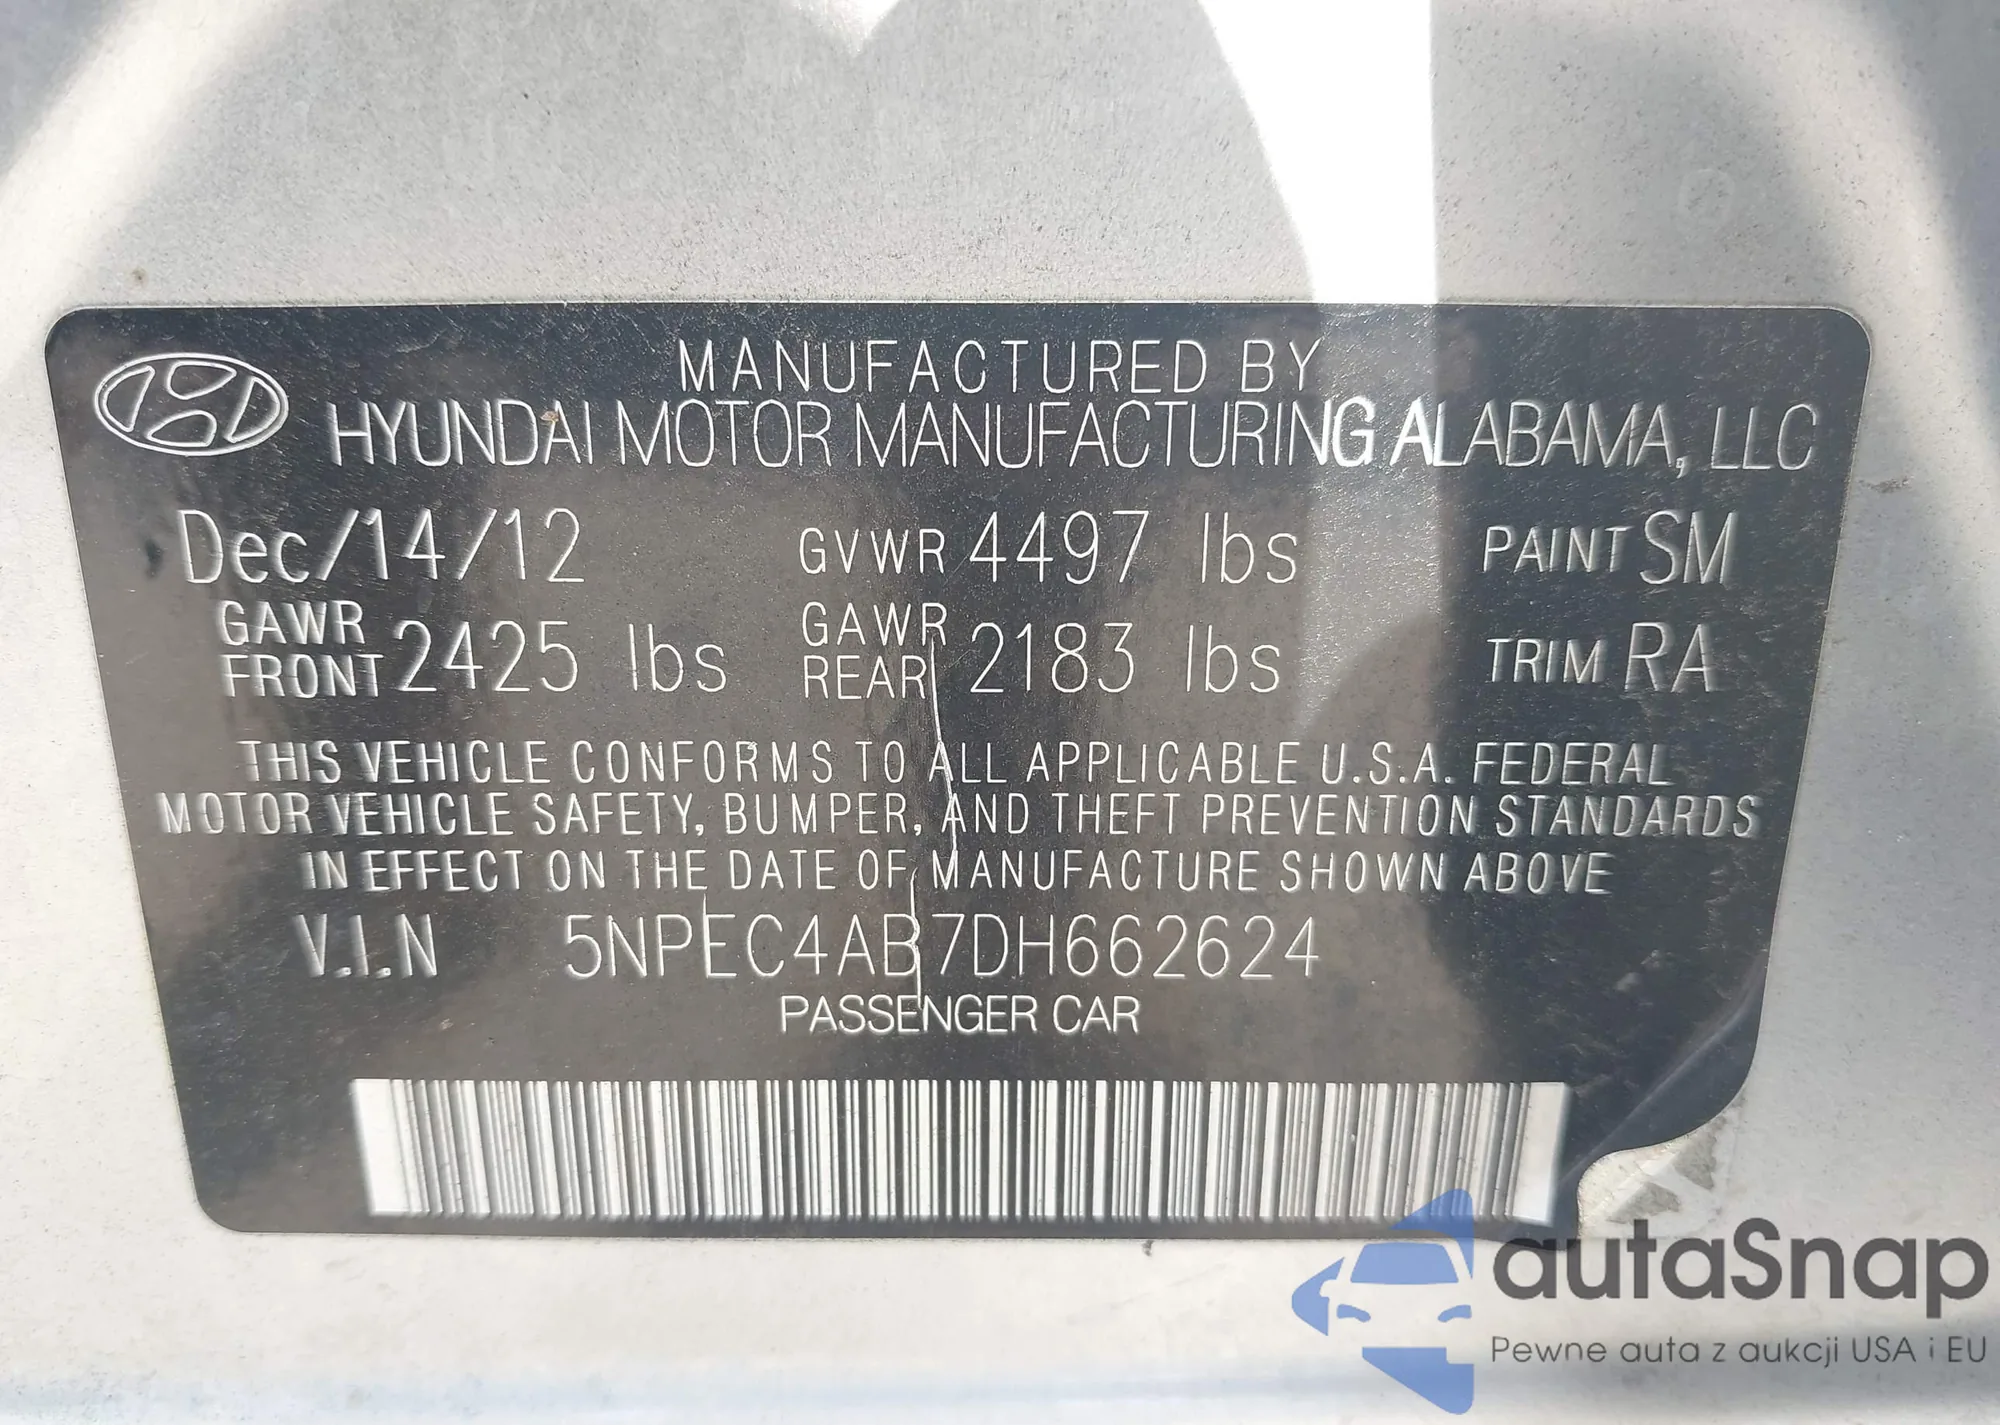 MANUFACTURED BY
HYUNDAI MOTOR MANUFACTURING ALABAMA, LLC
Dec/14/12 GVWR 4497 lbs PAINT SM
GAWR FRONT 2425 lbs GAWR REAR 2183 lbs TRIM RA
THIS VEHICLE CONFORMS TO ALL APPLICABLE U.S.A. FEDERAL
MOTOR VEHICLE SAFETY, BUMPER, AND THEFT PREVENTION STANDARDS
IN EFFECT ON THE DATE OF MANUFACTURE SHOWN ABOVE
V.I.N 5NPEC4AB7DH662624
PASSENGER CAR
autaSnap
Pewne auta z aukcji USA i EU